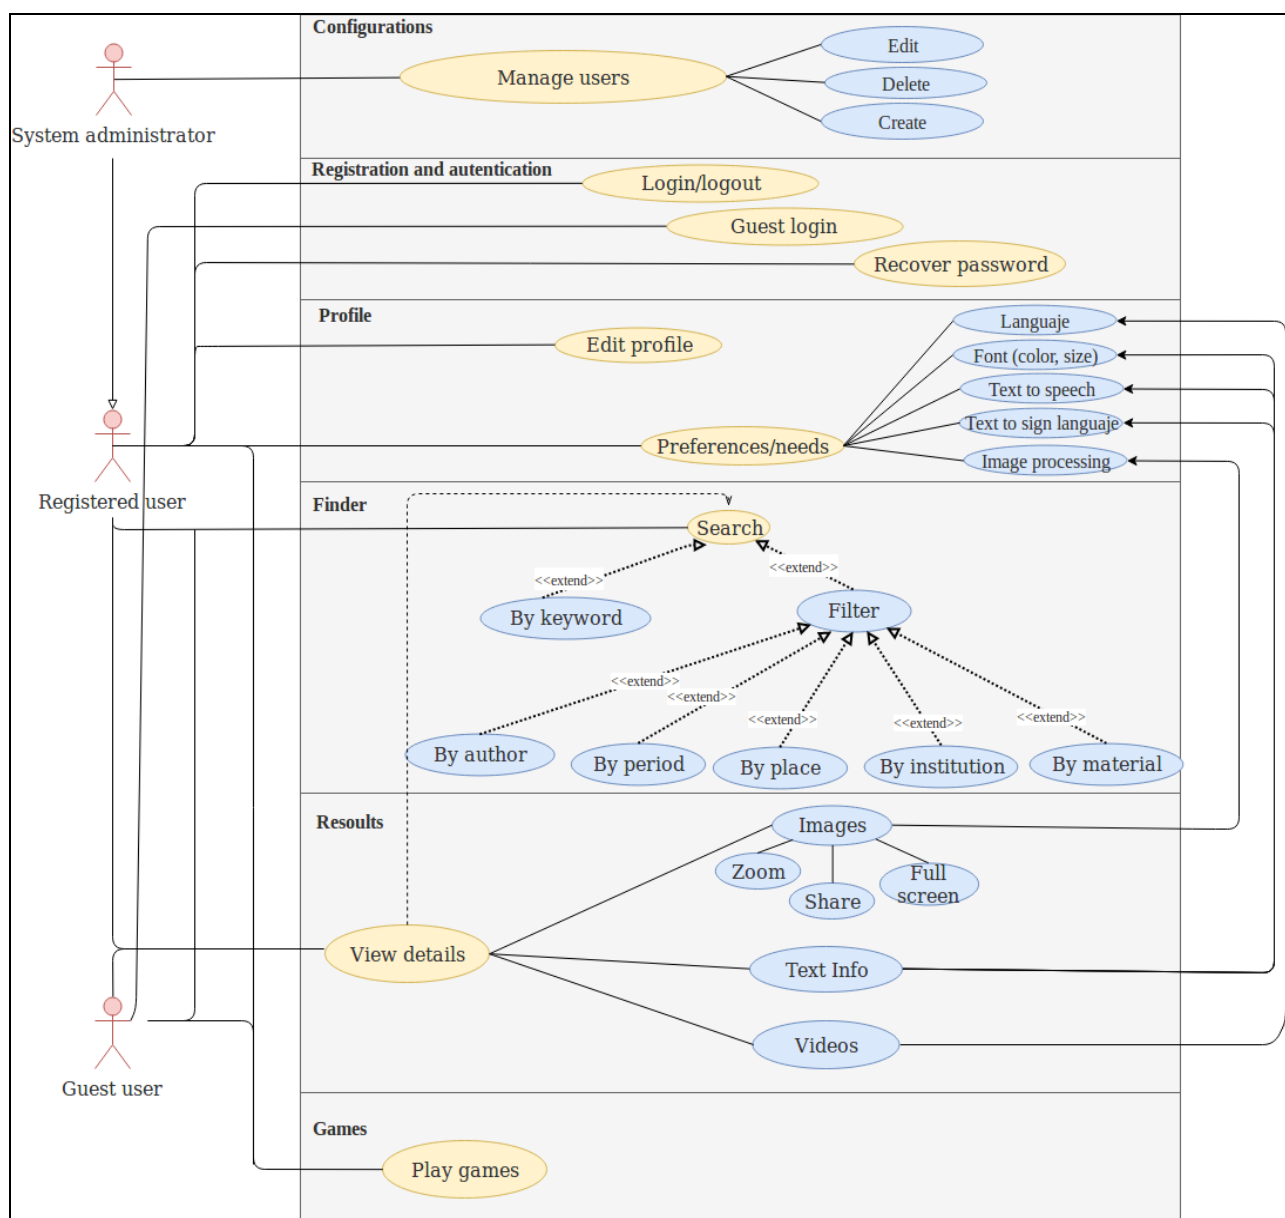 Configurations
Manage users
Edit
Delete
Create
System administrator
Registration and autentication
Login/logout
Guest login
Recover password
Profile
Edit profile
Languaje
Font (color, size)
Text to speech
Text to sign languaje
Image processing
Preferences/needs
Registered user
Finder
Search
<<extend>>
<<extend>>
By keyword
Filter
<<extend>>
<<extend>>
<<extend>>
<<extend>>
<<extend>>
By author
By period
By place
By institution
By material
Resoults
Images
Zoom
Share
Full
screen
View details
Text Info
Videos
Guest user
Games
Play games